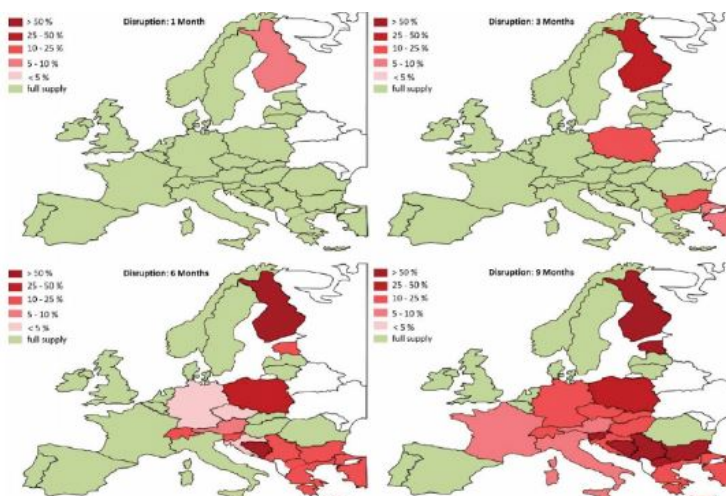 > 50 %
25 - 50 %
10 - 25 %
5 - 10 %
< 5 %
full supply
Disruption: 1 Month
> 50 %
25 - 50 %
10 - 25 %
5 - 10 %
< 5 %
full supply
Disruption: 3 Months
> 50 %
25 - 50 %
10 - 25 %
5 - 10 %
< 5 %
full supply
Disruption: 6 Months
> 50 %
25 - 50 %
10 - 25 %
5 - 10 %
< 5 %
full supply
Disruption: 9 Months